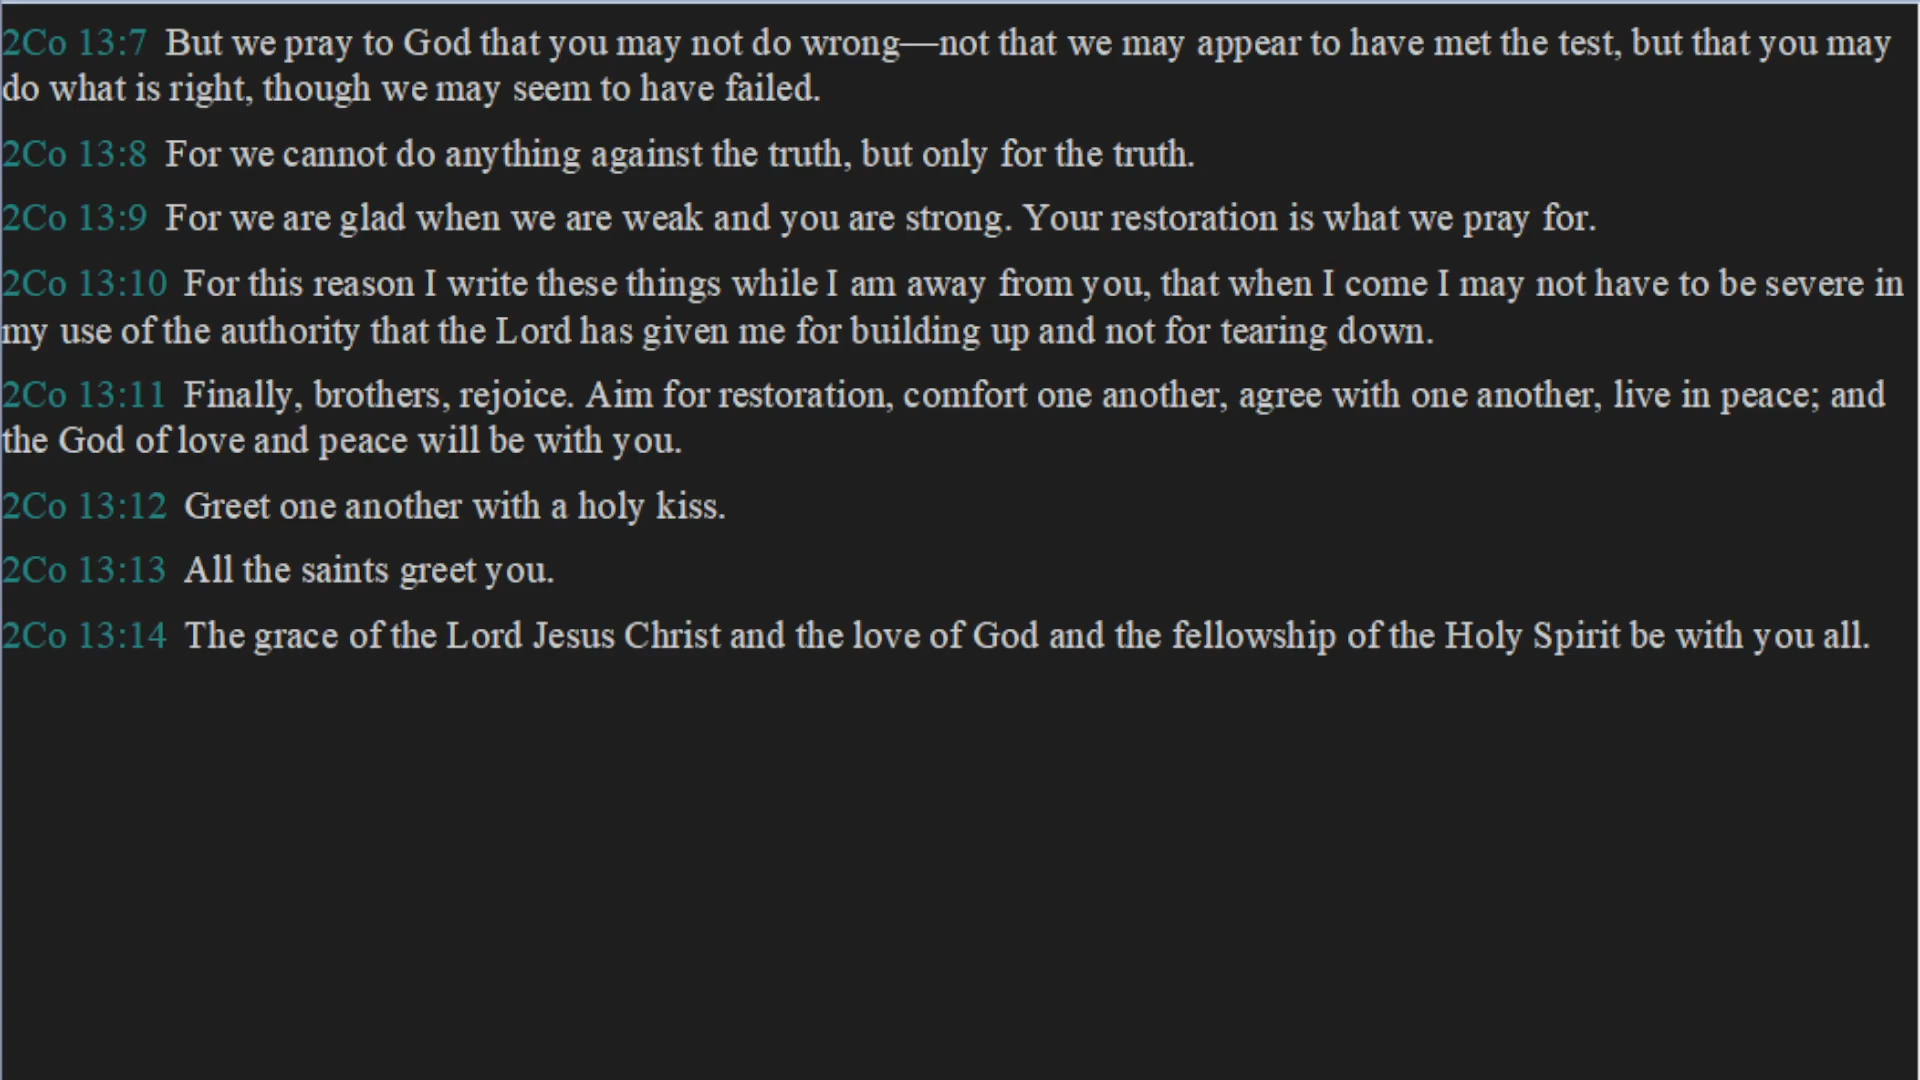 2Co 13:7 But we pray to God that you may not do wrong—not that we may appear to have met the test, but that you may
do what is right, though we may seem to have failed.
2Co 13:8 For we cannot do anything against the truth, but only for the truth.
2Co 13:9 For we are glad when we are weak and you are strong. Your restoration is what we pray for.
2Co 13:10 For this reason I write these things while I am away from you, that when I come I may not have to be severe in
my use of the authority that the Lord has given me for building up and not for tearing down.
2Co 13:11 Finally, brothers, rejoice. Aim for restoration, comfort one another, agree with one another, live in peace; and
the God of love and peace will be with you.
2Co 13:12 Greet one another with a holy kiss.
2Co 13:13 All the saints greet you.
2Co 13:14 The grace of the Lord Jesus Christ and the love of God and the fellowship of the Holy Spirit be with you all.